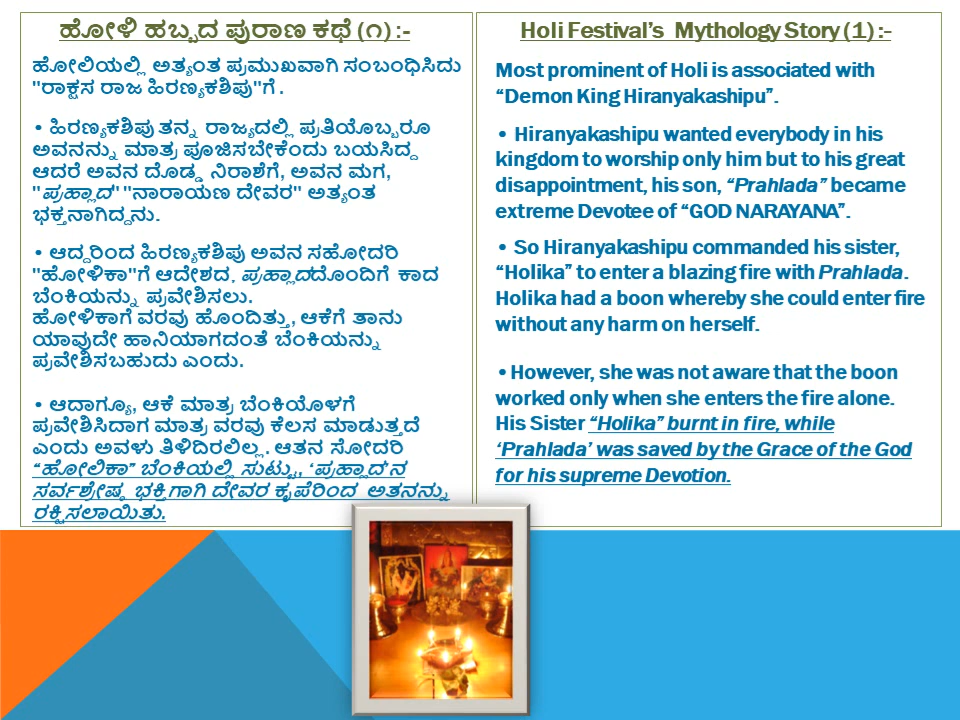 ಹೋಳಿ ಹಬ್ಬದ ಪುರಾಣ ಕಥೆ (೧) :-
ಹೋಲಿಯಲ್ಲಿ ಅತ್ಯಂತ ಪ್ರಮುಖವಾಗಿ ಸಂಬಂಧಿಸಿದು
"ರಾಕ್ಷಸ ರಾಜ ಹಿರಣ್ಯಕಶಿಪು"ಗೆ.
• ಹಿರಣ್ಯಕಶಿಪು ತನ್ನ ರಾಜ್ಯದಲ್ಲಿ ಪ್ರತಿಯೊಬ್ಬರೂ
ಅವನನ್ನು ಮಾತ್ರ ಪೂಜಿಸಬೇಕೆಂದು ಬಯಸಿದ್ದ
ಆದರೆ ಅವನ ದೊಡ್ಡ ನಿರಾಶೆಗೆ, ಅವನ ಮಗ,
"ಪ್ರಹ್ಲಾದ" "ನಾರಾಯಣ ದೇವರ" ಅತ್ಯಂತ
ಭಕ್ತನಾಗಿದ್ದನು.
• ಆದ್ದರಿಂದ ಹಿರಣ್ಯಕಶಿಪು ಅವನ ಸಹೋದರಿ
"ಹೋಳಿಕಾ"ಗೆ ಆದೇಶದ, ಪ್ರಹ್ಲಾದದೊಂದಿಗೆ ಕಾದ
ಬೆಂಕಿಯನ್ನು ಪ್ರವೇಶಿಸಲು.
ಹೋಳಿಕಾಗೆ ವರವು ಹೊಂದಿತ್ತು, ಆಕೆಗೆ ತಾನು
ಯಾವುದೇ ಹಾನಿಯಾಗದಂತೆ ಬೆಂಕಿಯನ್ನು
ಪ್ರವೇಶಿಸಬಹುದು ಎಂದು.
• ಆದಾಗ್ಯೂ, ಆಕೆ ಮಾತ್ರ ಬೆಂಕಿಯೊಳಗೆ
ಪ್ರವೇಶಿಸಿದಾಗ ಮಾತ್ರ ವರವು ಕೆಲಸ ಮಾಡುತ್ತದೆ
ಎಂದು ಅವಳು ತಿಳಿದಿರಲಿಲ್ಲ. ಆತನ ಸೋದರಿ
“ಹೋಲಿಕಾ” ಬೆಂಕಿಯಲ್ಲಿ ಸುಟ್ಟು, ‘ಪ್ರಹ್ಲಾದ’ನ
ಸರ್ವಶ್ರೇಷ್ಠ ಭಕ್ತಿಗಾಗಿ ದೇವರ ಕೃಪೆರಿಂದ ಅತನನ್ನು
ರಕ್ಷಿಸಲಾಯಿತು.
Holi Festival’s Mythology Story (1) :-
Most prominent of Holi is associated with
“Demon King Hiranyakashipu”.
• Hiranyakashipu wanted everybody in his
kingdom to worship only him but to his great
disappointment, his son, “Prahlada” became
extreme Devotee of “GOD NARAYANA”.
• So Hiranyakashipu commanded his sister,
“Holika” to enter a blazing fire with Prahlada.
Holika had a boon whereby she could enter fire
without any harm on herself.
• However, she was not aware that the boon
worked only when she enters the fire alone.
His Sister “Holika” burnt in fire, while
‘Prahlada’ was saved by the Grace of the God
for his supreme Devotion.